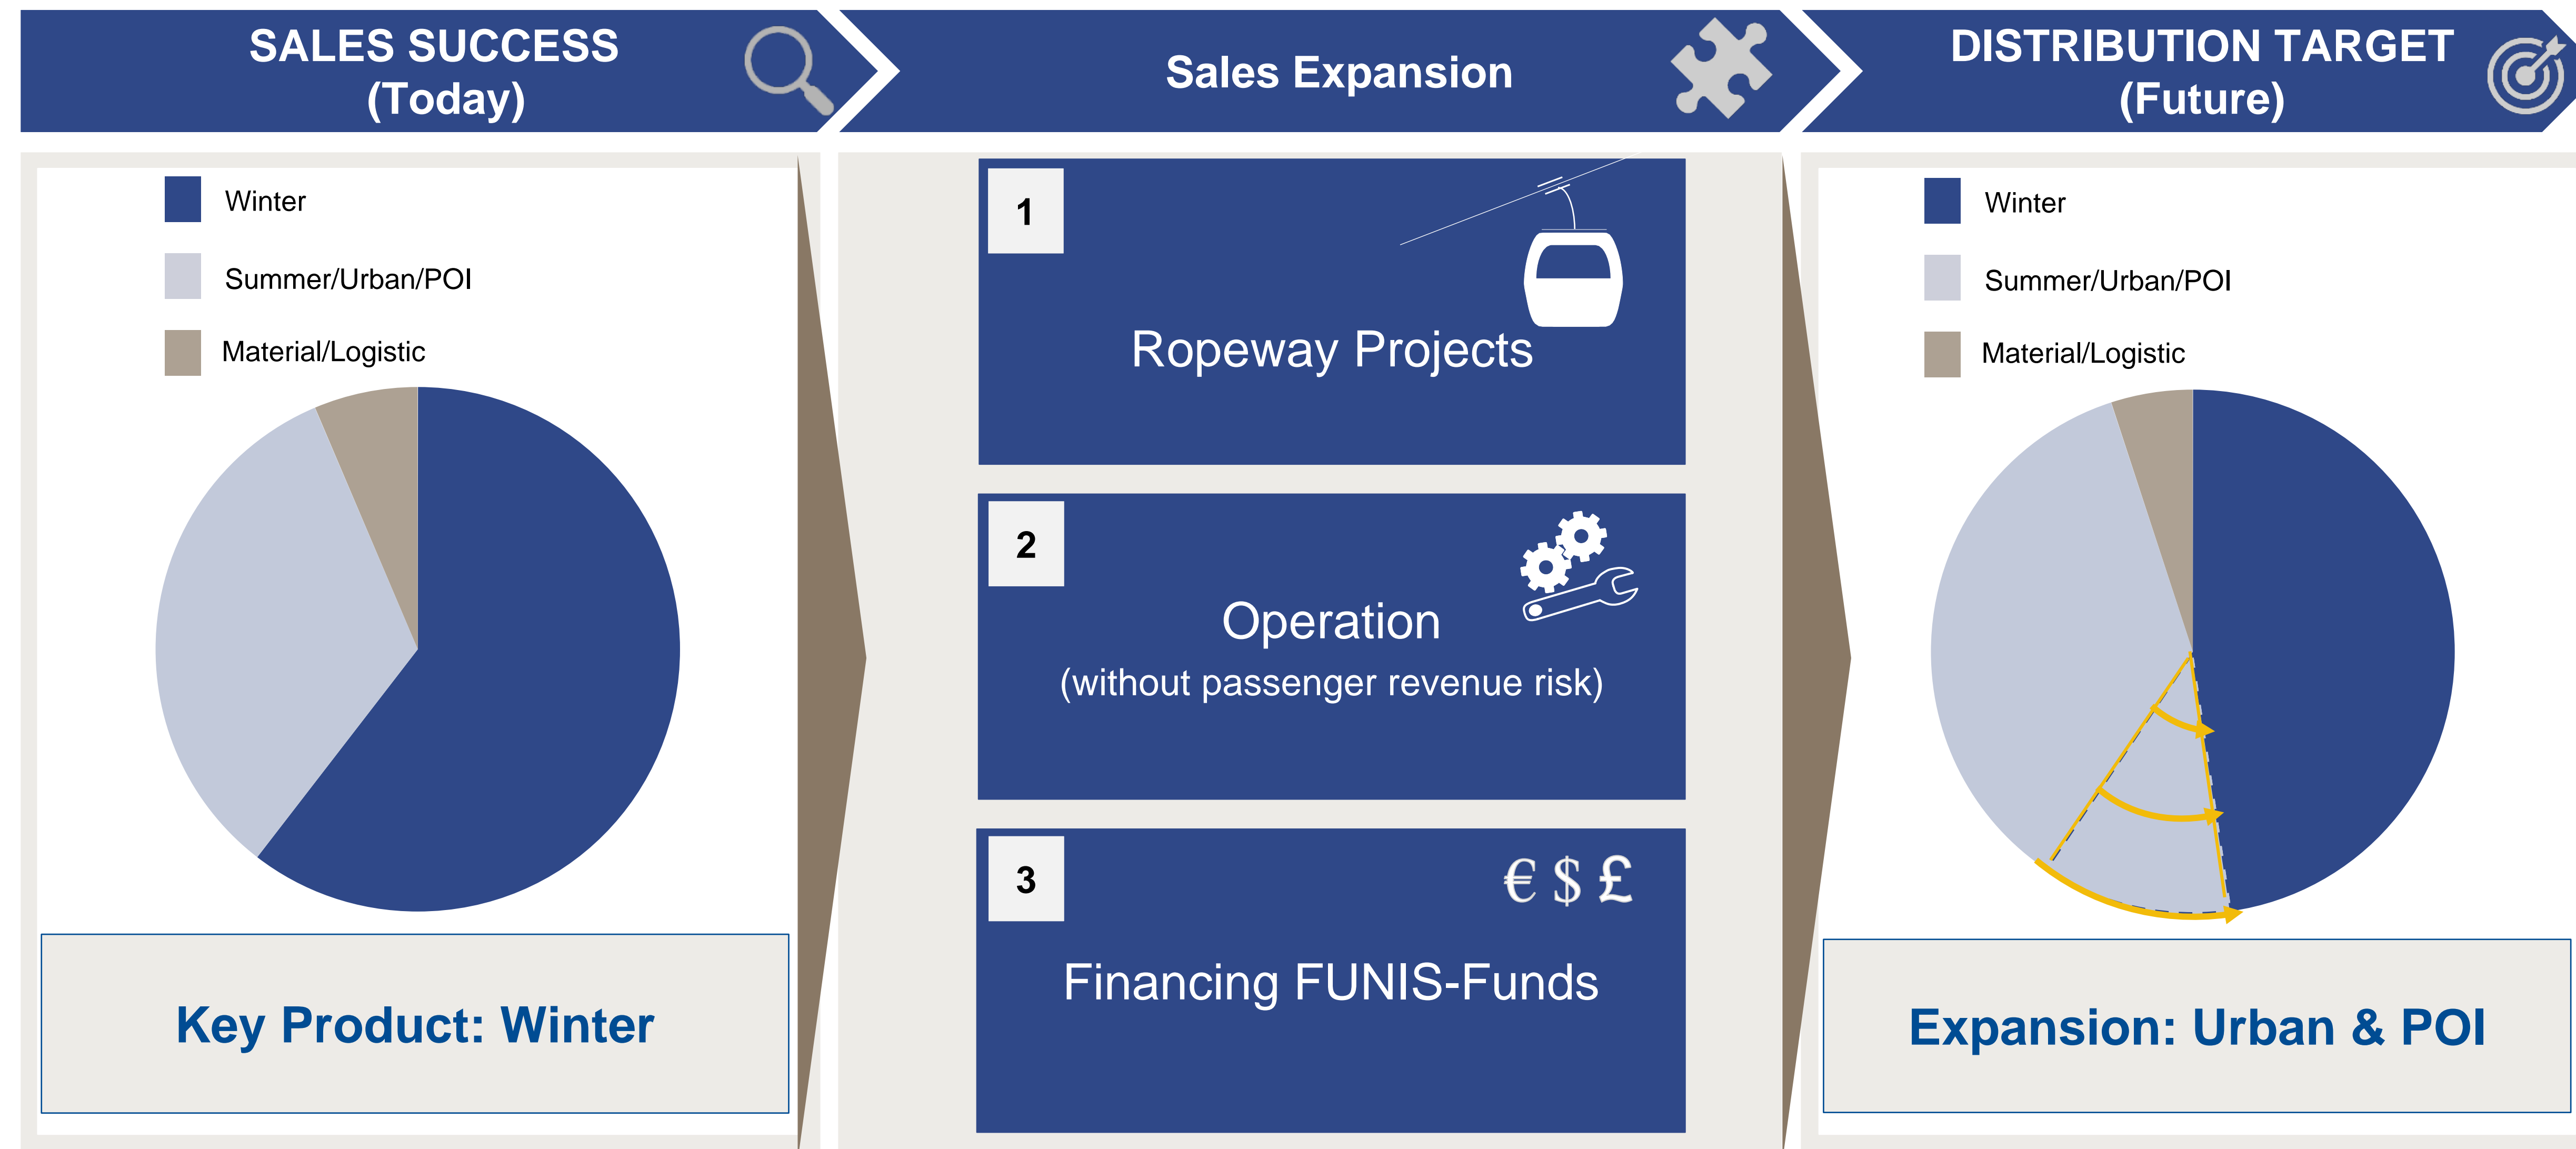 SALES SUCCESS
(Today)
Sales Expansion
DISTRIBUTION TARGET
(Future)
Winter
Summer/Urban/POI
Material/Logistic
Key Product: Winter
1
Ropeway Projects
2
Operation
(without passenger revenue risk)
3
€ $ £
Financing FUNIS-Funds
Winter
Summer/Urban/POI
Material/Logistic
Expansion: Urban & POI